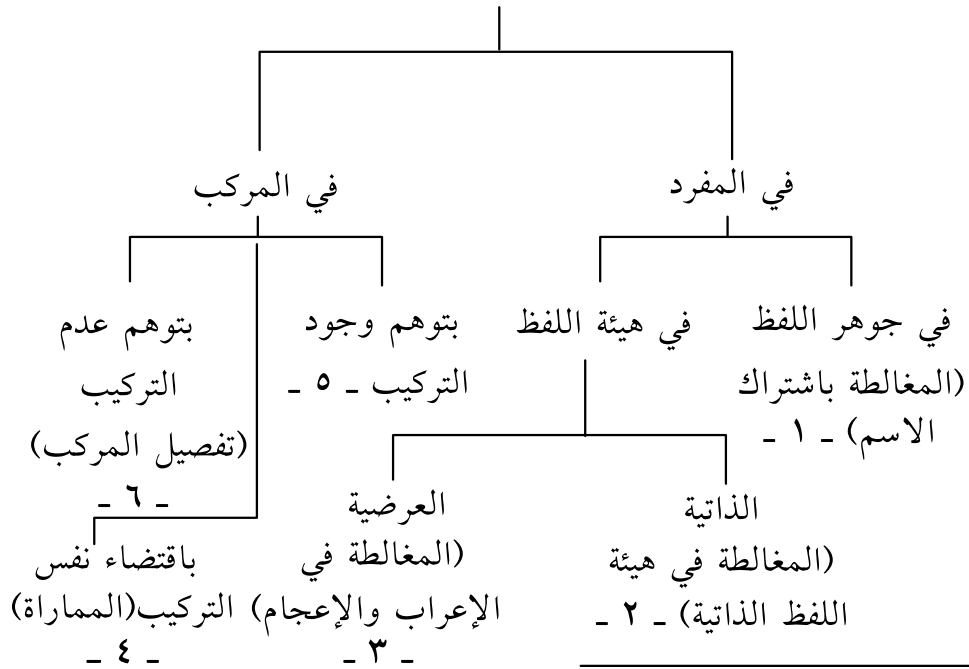 في المفرد
في المركب
في جوهر اللفظ
(المغالطة باشتراك
الاسم) ـ ١ ـ
في هيئة اللفظ
بتوهم وجود
التركيب ـ ٥ ـ
بتوهم عدم
التركيب
(تفصيل المركب)
ـ ٦ ـ
الذاتية
(المغالطة في هيئة
اللفظ الذاتية) ـ ٢ ـ
العرضية
(المغالطة في
الإعراب والإعجام)
ـ ٣ ـ
باقتضاء نفس
التركيب(المماراة)
ـ ٤ ـ